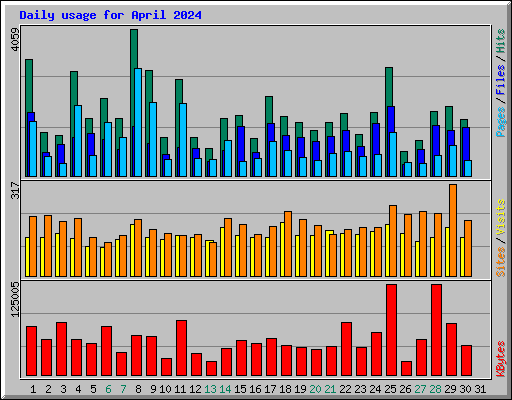 Daily usage for April 2024
4059
Pages / Files / Hits
317
Sites / Visits
125005
KBytes
1 2 3 4 5 6 7 8 9 10 11 12 13 14 15 16 17 18 19 20 21 22 23 24 25 26 27 28 29 30 31